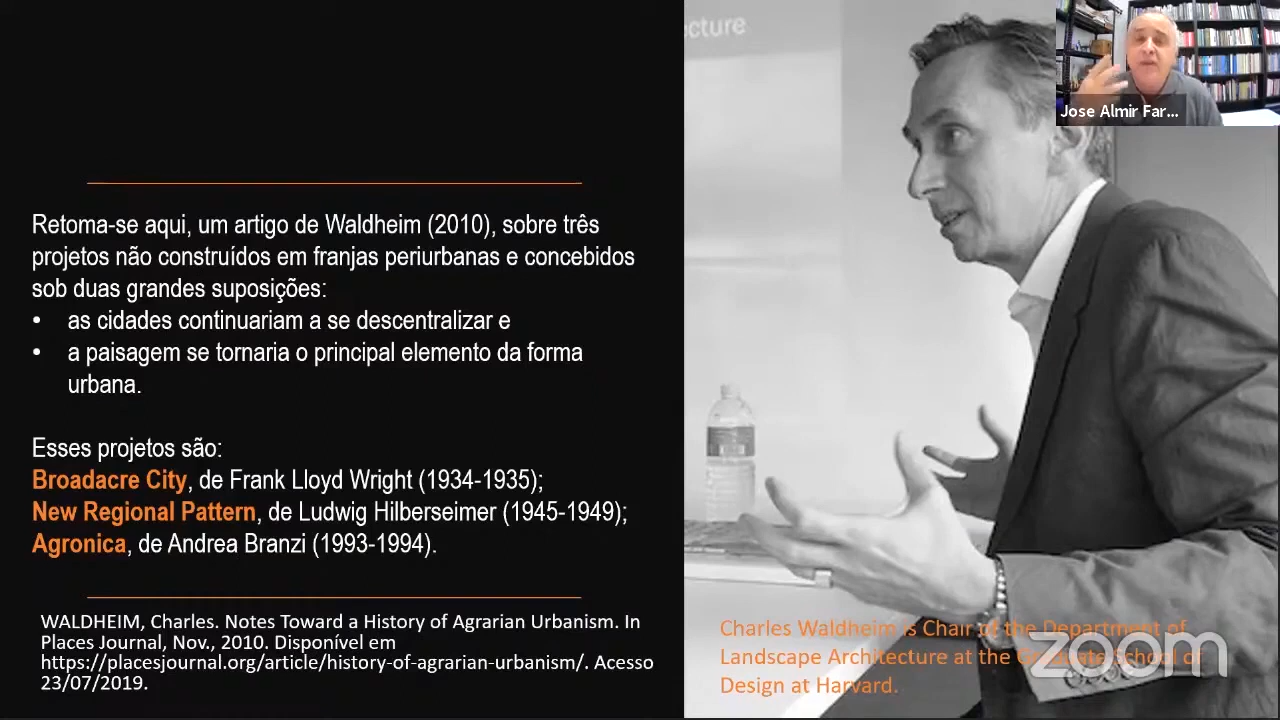 cture
Jose Almir Far...
Retoma-se aqui, um artigo de Waldheim (2010), sobre três
projetos não construídos em franjas periurbanas e concebidos
sob duas grandes suposições:
• as cidades continuariam a se descentralizar e
• a paisagem se tornaria o principal elemento da forma
urbana.
Esses projetos são:
Broadacre City, de Frank Lloyd Wright (1934-1935);
New Regional Pattern, de Ludwig Hilberseimer (1945-1949);
Agronica, de Andrea Branzi (1993-1994).
WALDHEIM, Charles. Notes Toward a History of Agrarian Urbanism. In
Places Journal, Nov., 2010. Disponível em
https://placesjournal.org/article/history-of-agrarian-urbanism/. Acesso
23/07/2019.
Charles Waldheim is Chair of the Department of
Landscape Architecture at the Graduate School of
Design at Harvard.
zoom